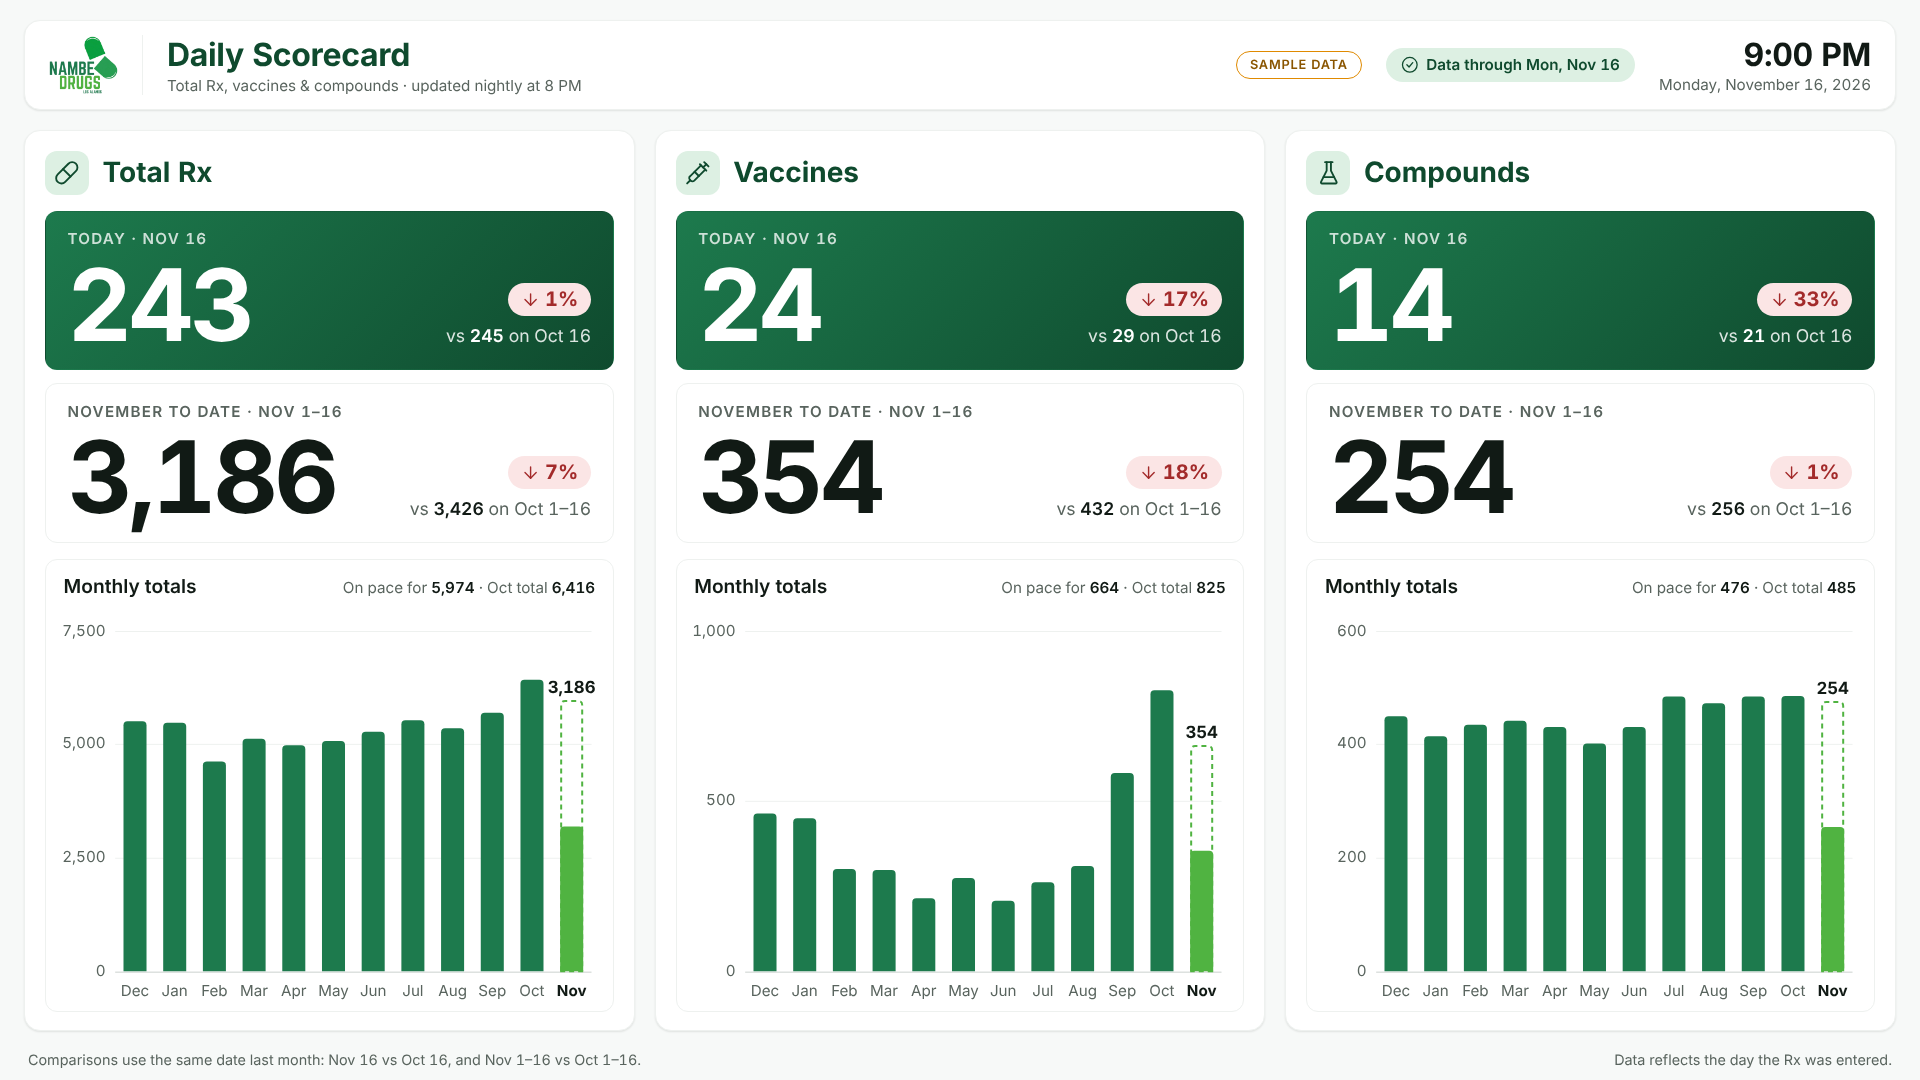 NAMBE
DRUGS
LOS ALAMOS
Daily Scorecard
Total Rx, vaccines & compounds · updated nightly at 8 PM
SAMPLE DATA
Data through Mon, Nov 16
9:00 PM
Monday, November 16, 2026
Total Rx
TODAY · NOV 16
243
↓ 1%
vs 245 on Oct 16
NOVEMBER TO DATE · NOV 1–16
3,186
↓ 7%
vs 3,426 on Oct 1–16
Monthly totals
On pace for 5,974 · Oct total 6,416
7,500
5,000
2,500
0
3,186
Dec Jan Feb Mar Apr May Jun Jul Aug Sep Oct Nov
Vaccines
TODAY · NOV 16
24
↓ 17%
vs 29 on Oct 16
NOVEMBER TO DATE · NOV 1–16
354
↓ 18%
vs 432 on Oct 1–16
Monthly totals
On pace for 664 · Oct total 825
1,000
500
0
354
Dec Jan Feb Mar Apr May Jun Jul Aug Sep Oct Nov
Compounds
TODAY · NOV 16
14
↓ 33%
vs 21 on Oct 16
NOVEMBER TO DATE · NOV 1–16
254
↓ 1%
vs 256 on Oct 1–16
Monthly totals
On pace for 476 · Oct total 485
600
400
200
0
254
Dec Jan Feb Mar Apr May Jun Jul Aug Sep Oct Nov
Comparisons use the same date last month: Nov 16 vs Oct 16, and Nov 1–16 vs Oct 1–16.
Data reflects the day the Rx was entered.